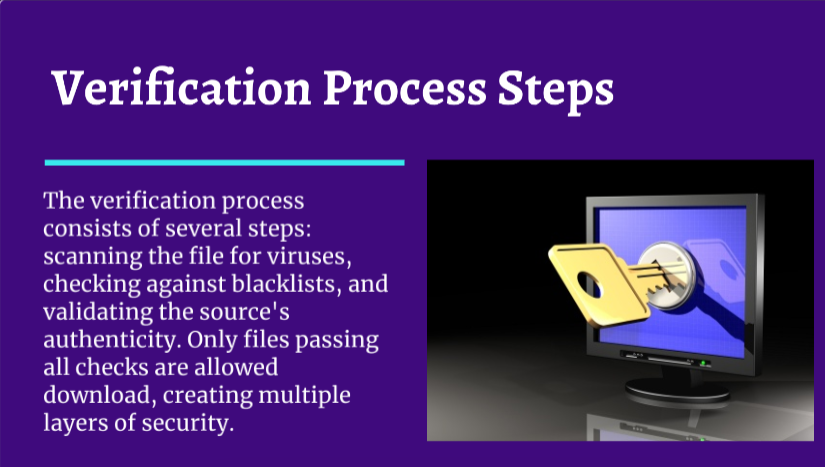 Verification Process Steps
The verification process
consists of several steps:
scanning the file for viruses,
checking against blacklists, and
validating the source's
authenticity. Only files passing
all checks are allowed
download, creating multiple
layers of security.